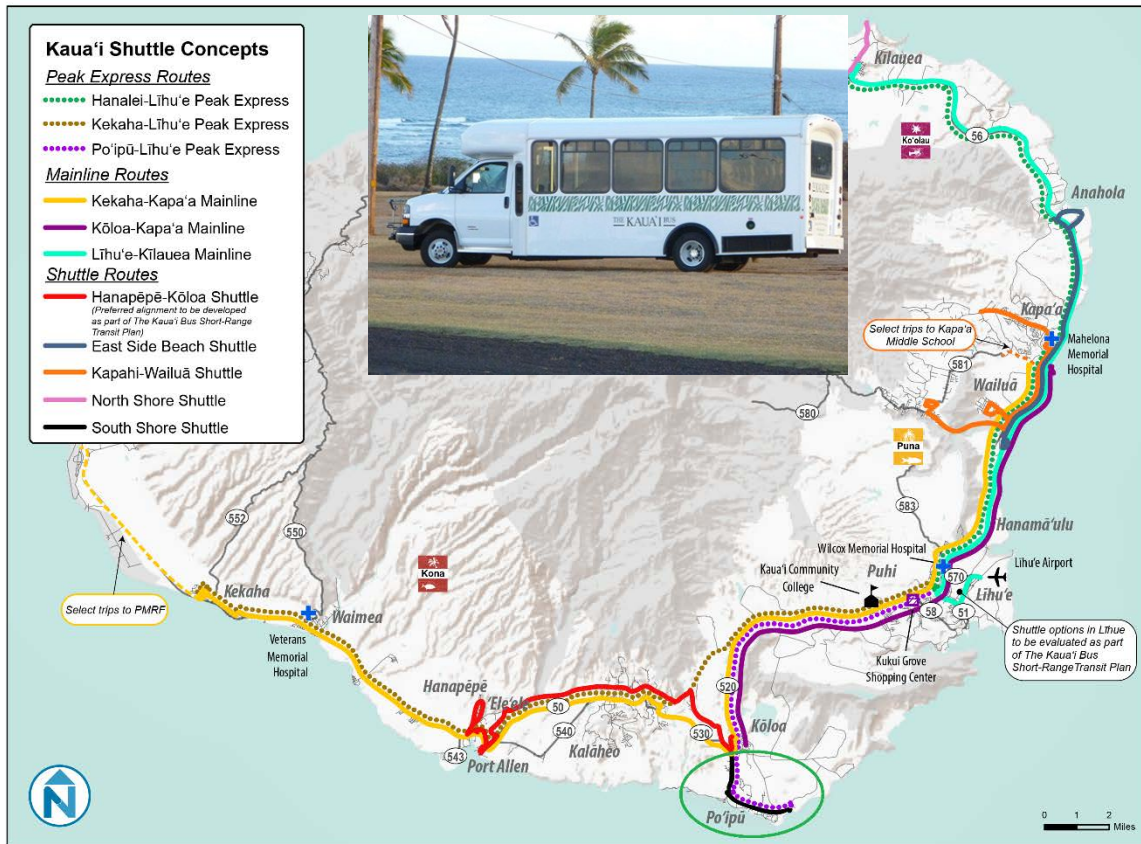 Kaua‘i Shuttle Concepts
Peak Express Routes
Hanalei-Līhu‘e Peak Express
Kekaha-Līhu‘e Peak Express
Po‘ipū-Līhu‘e Peak Express
Mainline Routes
Kekaha-Kapa‘a Mainline
Kōloa-Kapa‘a Mainline
Līhu‘e-Kīlauea Mainline
Shuttle Routes
Hanapēpē-Kōloa Shuttle
(Preferred alignment to be developed
as part of The Kaua‘i Bus Short-Range
Transit Plan)
East Side Beach Shuttle
Kapahi-Wailuā Shuttle
North Shore Shuttle
South Shore Shuttle
THE KAUA‘I BUS
Kīlauea
Ko‘olau
56
Anahola
Kapa‘a
Select trips to Kapa‘a
Middle School
Mahelona
Memorial
Hospital
581
Wailuā
580
Puna
583
Hanamā‘ulu
Wilcox Memorial Hospital
Kaua‘i Community
College
Puhi
Līhu‘e Airport
570
Līhu‘e
58
51
Kukui Grove
Shopping Center
Shuttle options in Līhue
to be evaluated as part
of The Kaua‘i Bus
Short-RangeTransit Plan
552
550
Kona
Kekaha
Select trips to PMRF
Waimea
Veterans
Memorial
Hospital
Hanapēpē
‘Ele‘ele
50
540
543
Port Allen
Kalāheo
530
520
Kōloa
Po‘ipū
N
0 1 2
Miles